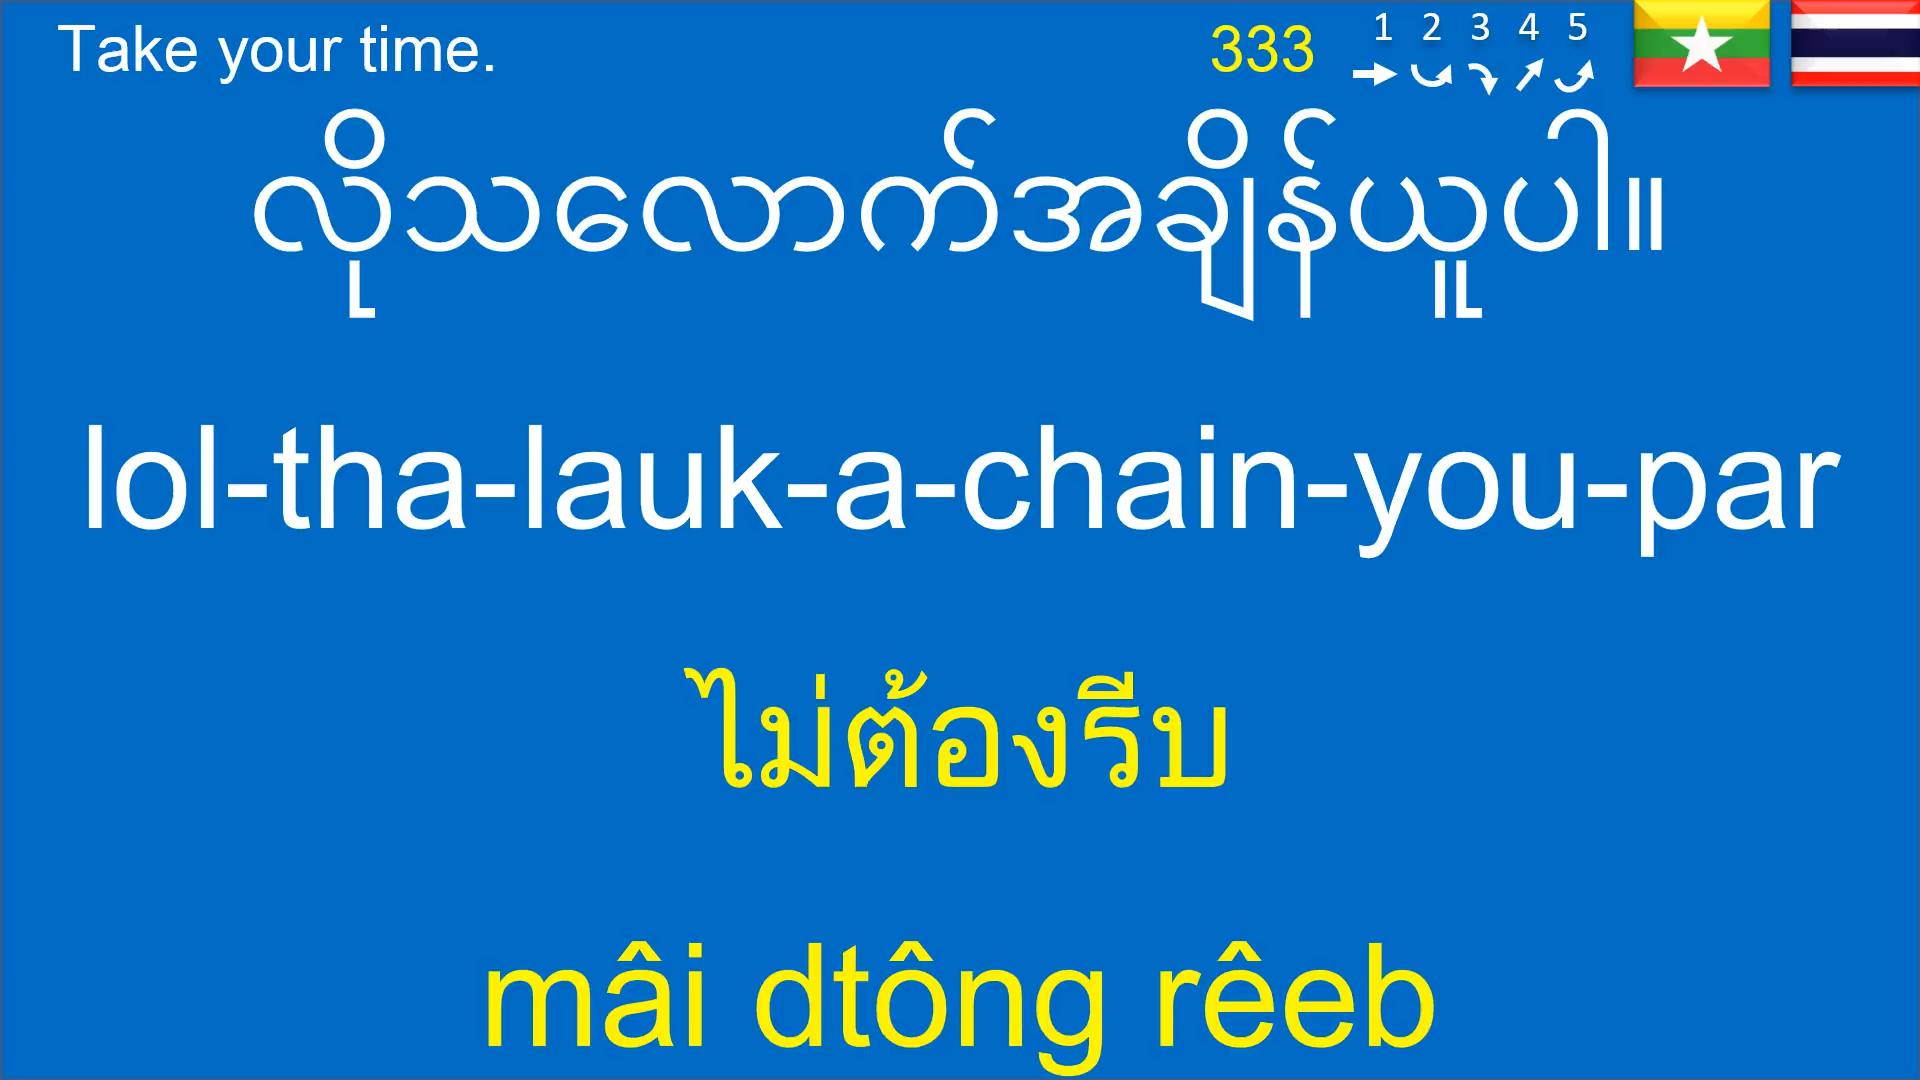 Take your time.
333
1 2 3 4 5
လိုသလောက်အချိန်ယူပါ။
lol-tha-lauk-a-chain-you-par
ไม่ต้องรีบ
mâi dtông rêeb